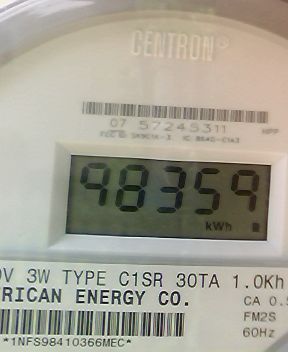 CENTRON®
07 57245311
HPP
98359
kWh
V 3W TYPE C1SR 30TA 1.0Kh
RICAN ENERGY CO.
CA 0.5
FM2S
60Hz
*1NFS98410366MEC*